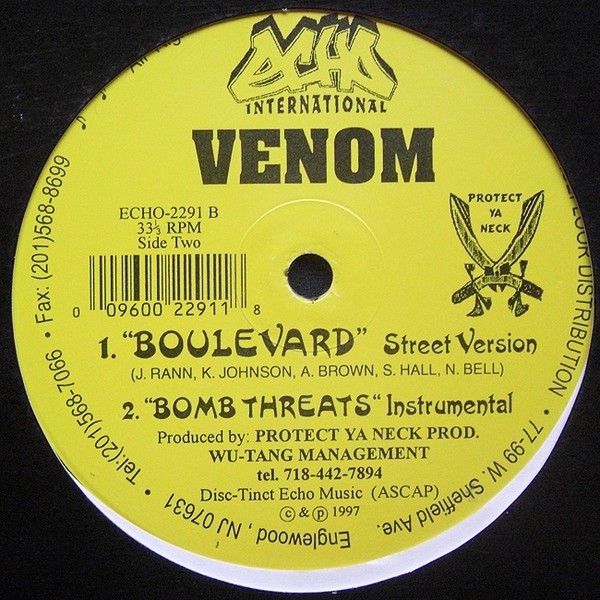 ECHO
INTERNATIONAL
VENOM
ECHO-2291 B
33⅓ RPM
Side Two
PROTECT
YA
NECK
0 09600 22911 8
1. "BOULEVARD" Street Version
(J. RANN, K. JOHNSON, A. BROWN, S. HALL, N. BELL)
2. "BOMB THREATS" Instrumental
Produced by: PROTECT YA NECK PROD.
WU-TANG MANAGEMENT
tel. 718-442-7894
Disc-Tinct Echo Music (ASCAP)
© & ℗ 1997
DISTRIBUTION • 77-99 W. Sheffield Ave. Englewood, NJ 07631 • Tel:(201)568-7066 • Fax: (201)568-8699